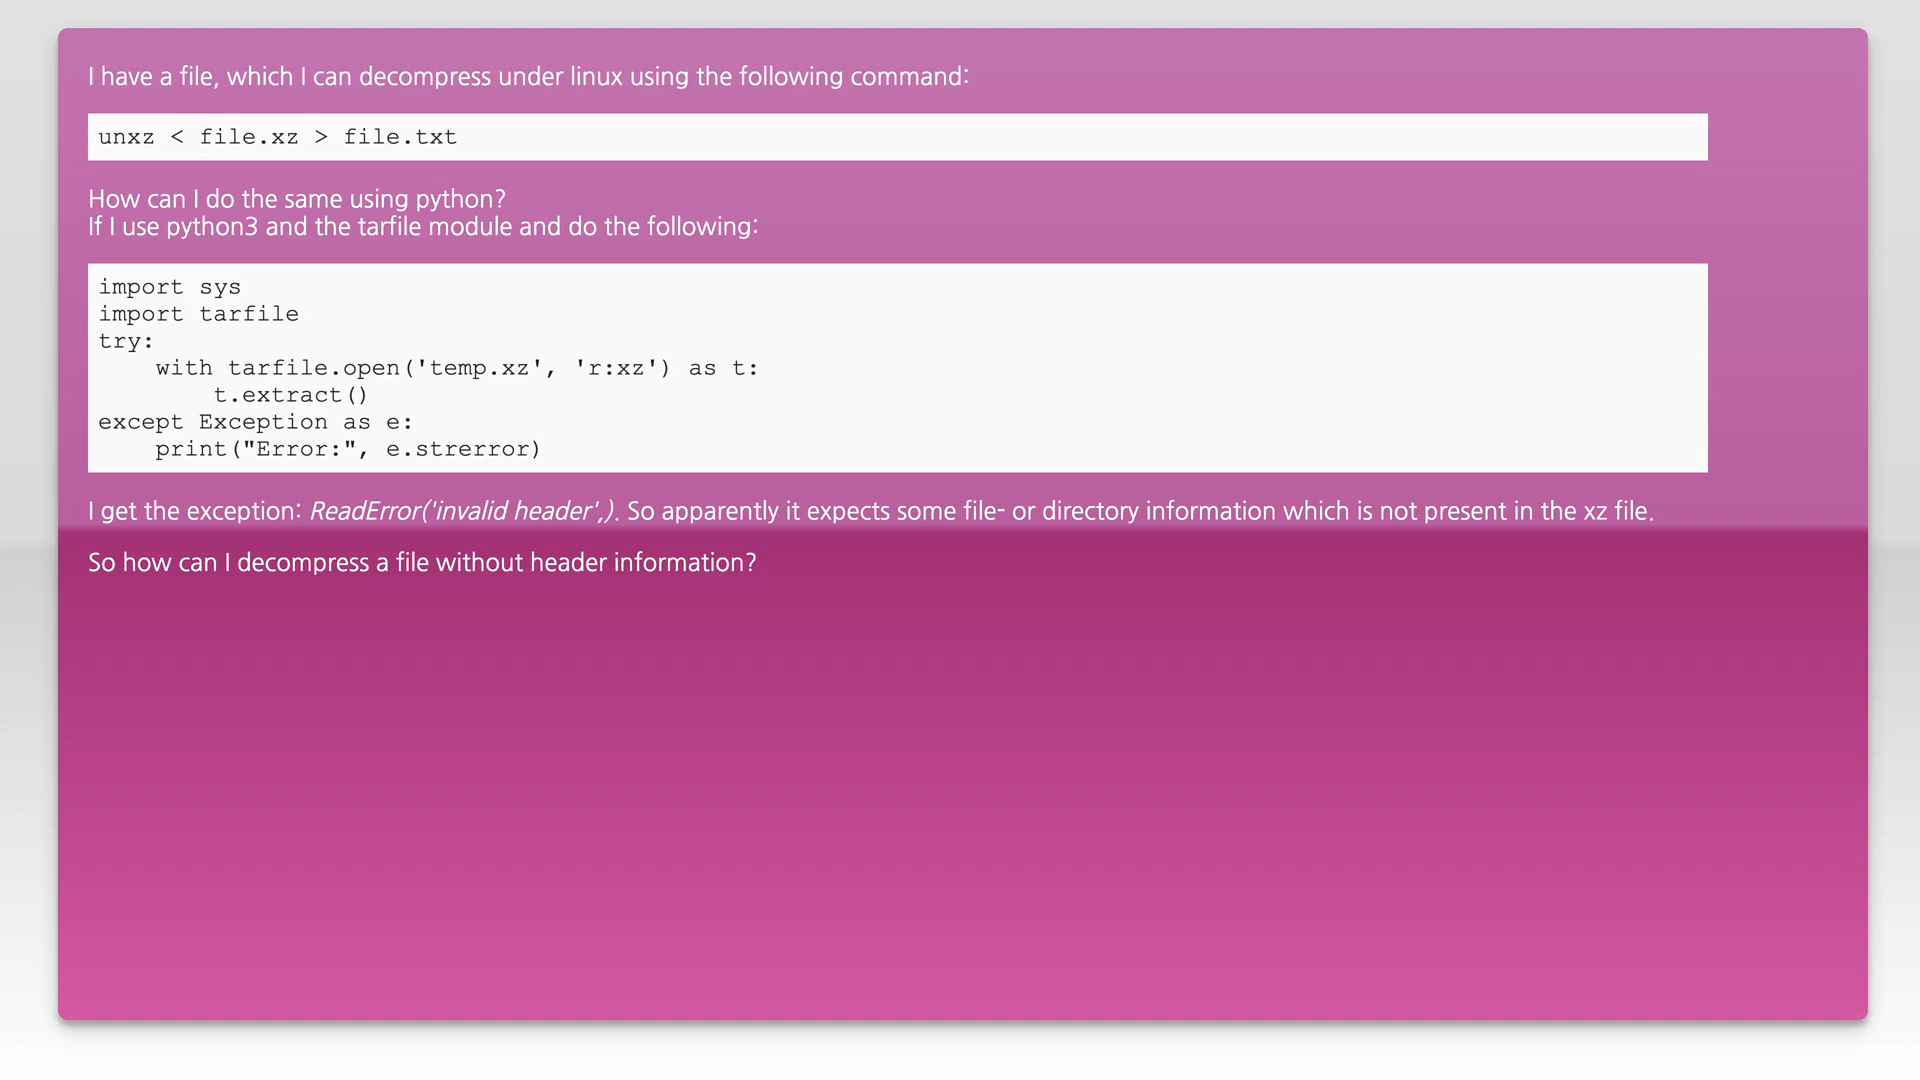 I have a file, which I can decompress under linux using the following command:
unxz < file.xz > file.txt
How can I do the same using python?
If I use python3 and the tarfile module and do the following:
import sys
import tarfile
try:
    with tarfile.open('temp.xz', 'r:xz') as t:
        t.extract()
except Exception as e:
    print("Error:", e.strerror)
I get the exception: ReadError('invalid header',). So apparently it expects some file- or directory information which is not present in the xz file.
So how can I decompress a file without header information?